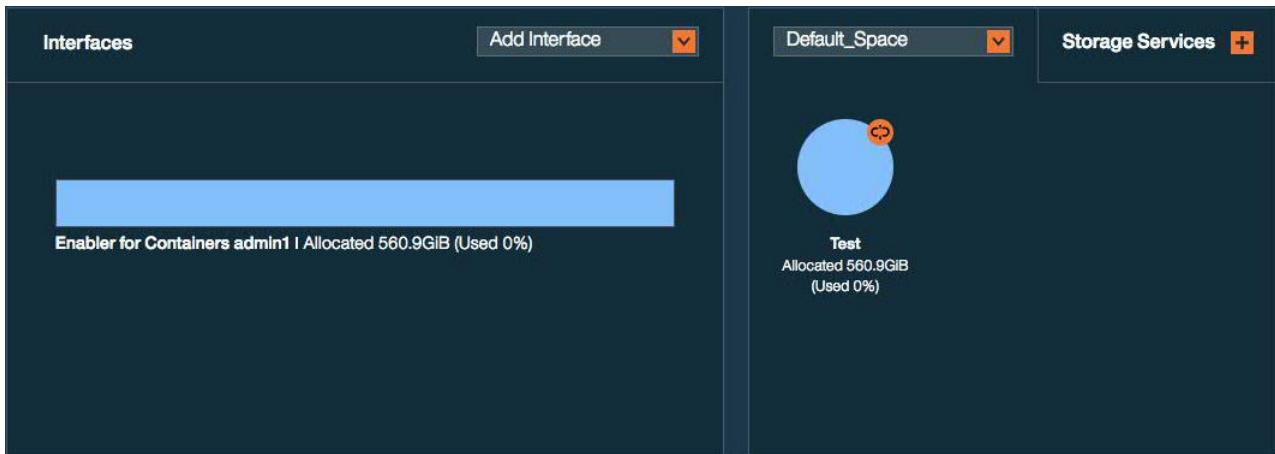 Interfaces
Add Interface
Enabler for Containers admin1 | Allocated 560.9GiB (Used 0%)
Default_Space
Storage Services
Test
Allocated 560.9GiB
(Used 0%)